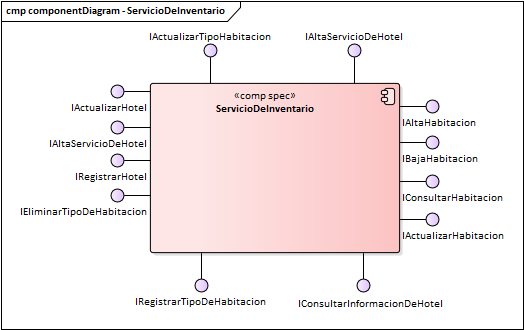 cmp componentDiagram - ServicioDeInventario
IActualizarTipoHabitacion
IAltaServicioDeHotel
«comp spec»
ServicioDeInventario
IActualizarHotel
IAltaServicioDeHotel
IRegistrarHotel
IEliminarTipoDeHabitacion
IAltaHabitacion
IBajaHabitacion
IConsultarHabitacion
IActualizarHabitacion
IRegistrarTipoDeHabitacion
IConsultarInformacionDeHotel